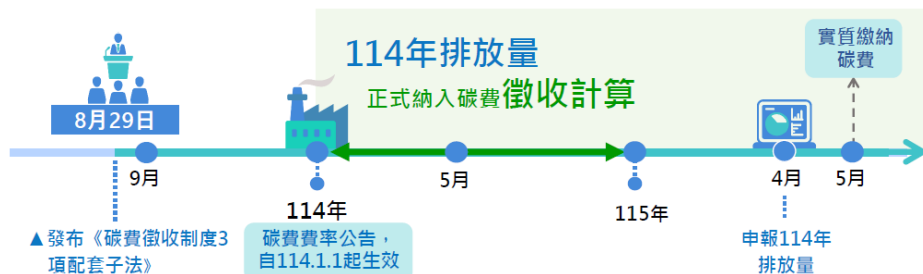 114年排放量
正式納入碳費徵收計算
實質繳納
碳費
8月29日
9月
5月
4月
5月
114年
115年
▲發布《碳費徵收制度3
項配套子法》
碳費費率公告，
自114.1.1起生效
申報114年
排放量